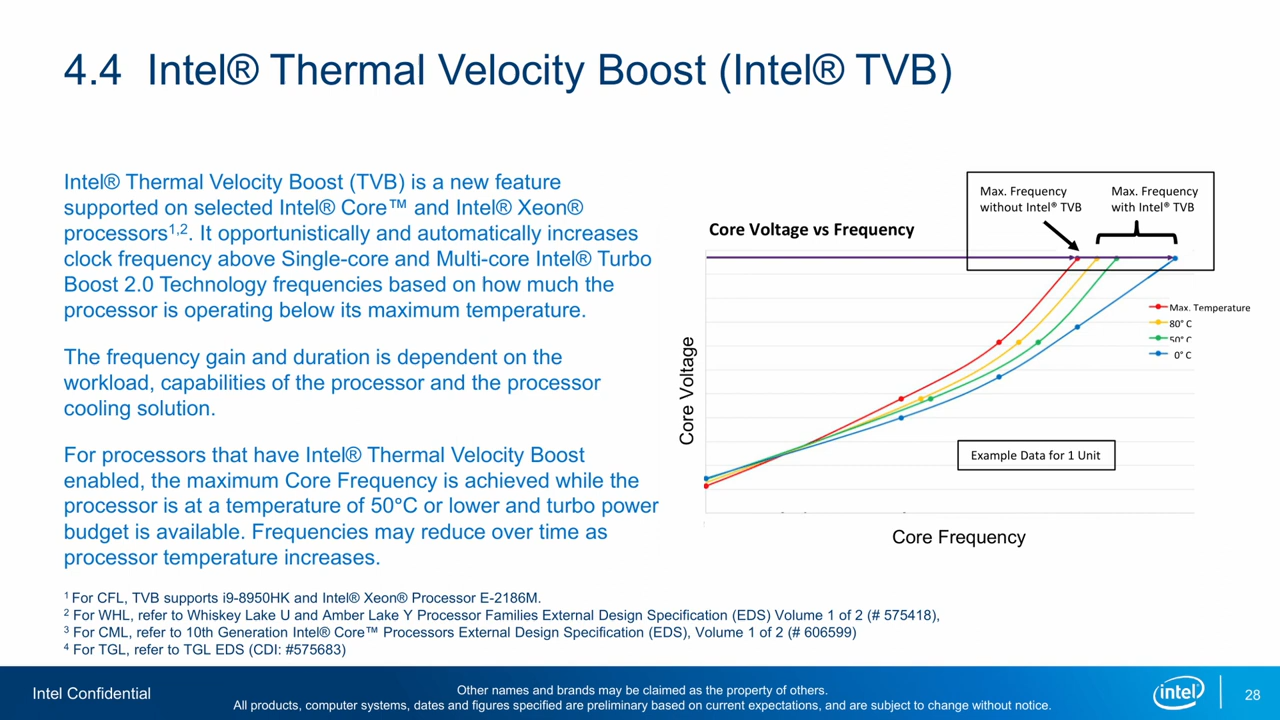 4.4 Intel® Thermal Velocity Boost (Intel® TVB)
Intel® Thermal Velocity Boost (TVB) is a new feature
supported on selected Intel® Core™ and Intel® Xeon®
processors1,2. It opportunistically and automatically increases
clock frequency above Single-core and Multi-core Intel® Turbo
Boost 2.0 Technology frequencies based on how much the
processor is operating below its maximum temperature.
The frequency gain and duration is dependent on the
workload, capabilities of the processor and the processor
cooling solution.
For processors that have Intel® Thermal Velocity Boost
enabled, the maximum Core Frequency is achieved while the
processor is at a temperature of 50°C or lower and turbo power
budget is available. Frequencies may reduce over time as
processor temperature increases.
Max. Frequency
without Intel® TVB
Max. Frequency
with Intel® TVB
Core Voltage vs Frequency
Max. Temperature
80° C
50° C
0° C
Core Voltage
Example Data for 1 Unit
Core Frequency
1 For CFL, TVB supports i9-8950HK and Intel® Xeon® Processor E-2186M.
2 For WHL, refer to Whiskey Lake U and Amber Lake Y Processor Families External Design Specification (EDS) Volume 1 of 2 (# 575418),
3 For CML, refer to 10th Generation Intel® Core™ Processors External Design Specification (EDS), Volume 1 of 2 (# 606599)
4 For TGL, refer to TGL EDS (CDI: #575683)
Intel Confidential
Other names and brands may be claimed as the property of others.
All products, computer systems, dates and figures specified are preliminary based on current expectations, and are subject to change without notice.
intel
28